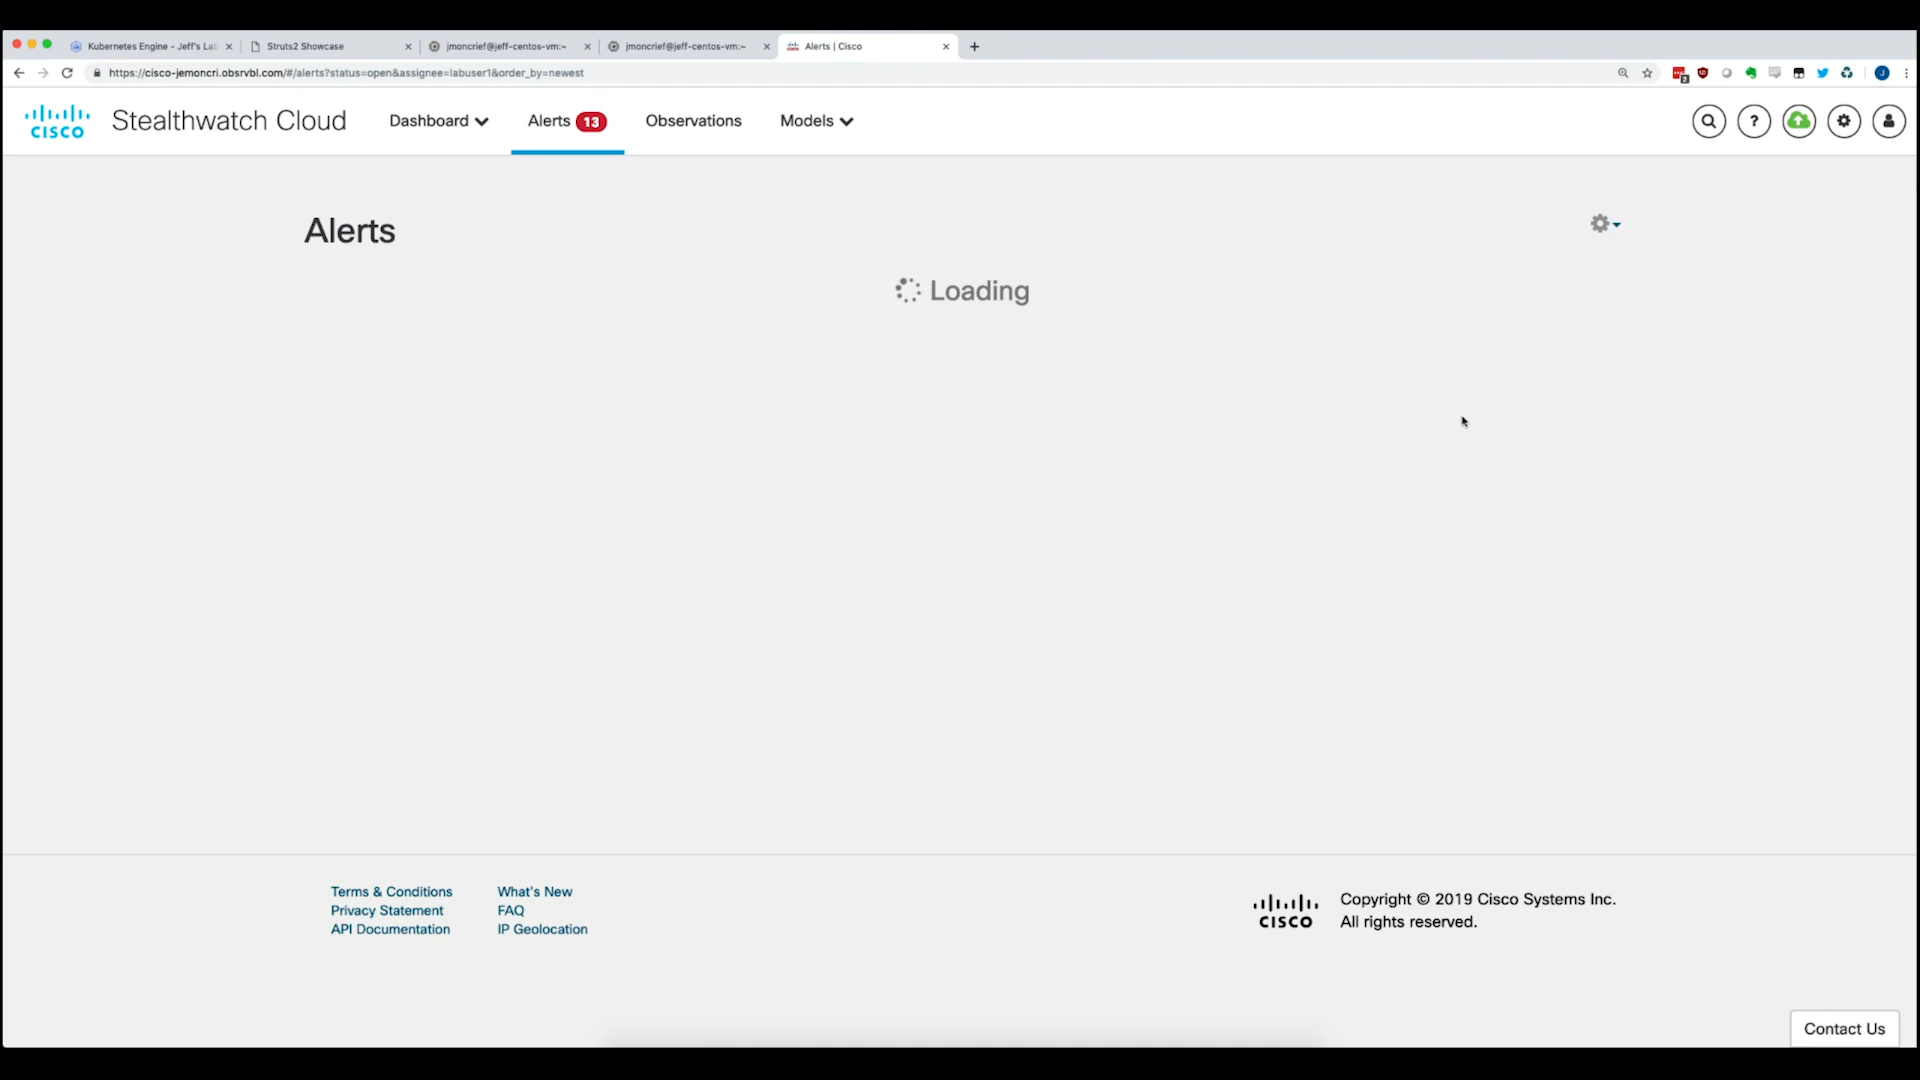 Kubernetes Engine - Jeff's Lab
Struts2 Showcase
jmoncrief@jeff-centos-vm:~
jmoncrief@jeff-centos-vm:~
Alerts | Cisco
https://cisco-jemoncri.obsrvbl.com/#/alerts?status=open&assignee=labuser1&order_by=newest
CISCO
Stealthwatch Cloud
Dashboard
Alerts 13
Observations
Models
?
Alerts
Loading
Terms & Conditions
Privacy Statement
API Documentation
What's New
FAQ
IP Geolocation
CISCO
Copyright © 2019 Cisco Systems Inc.
All rights reserved.
Contact Us